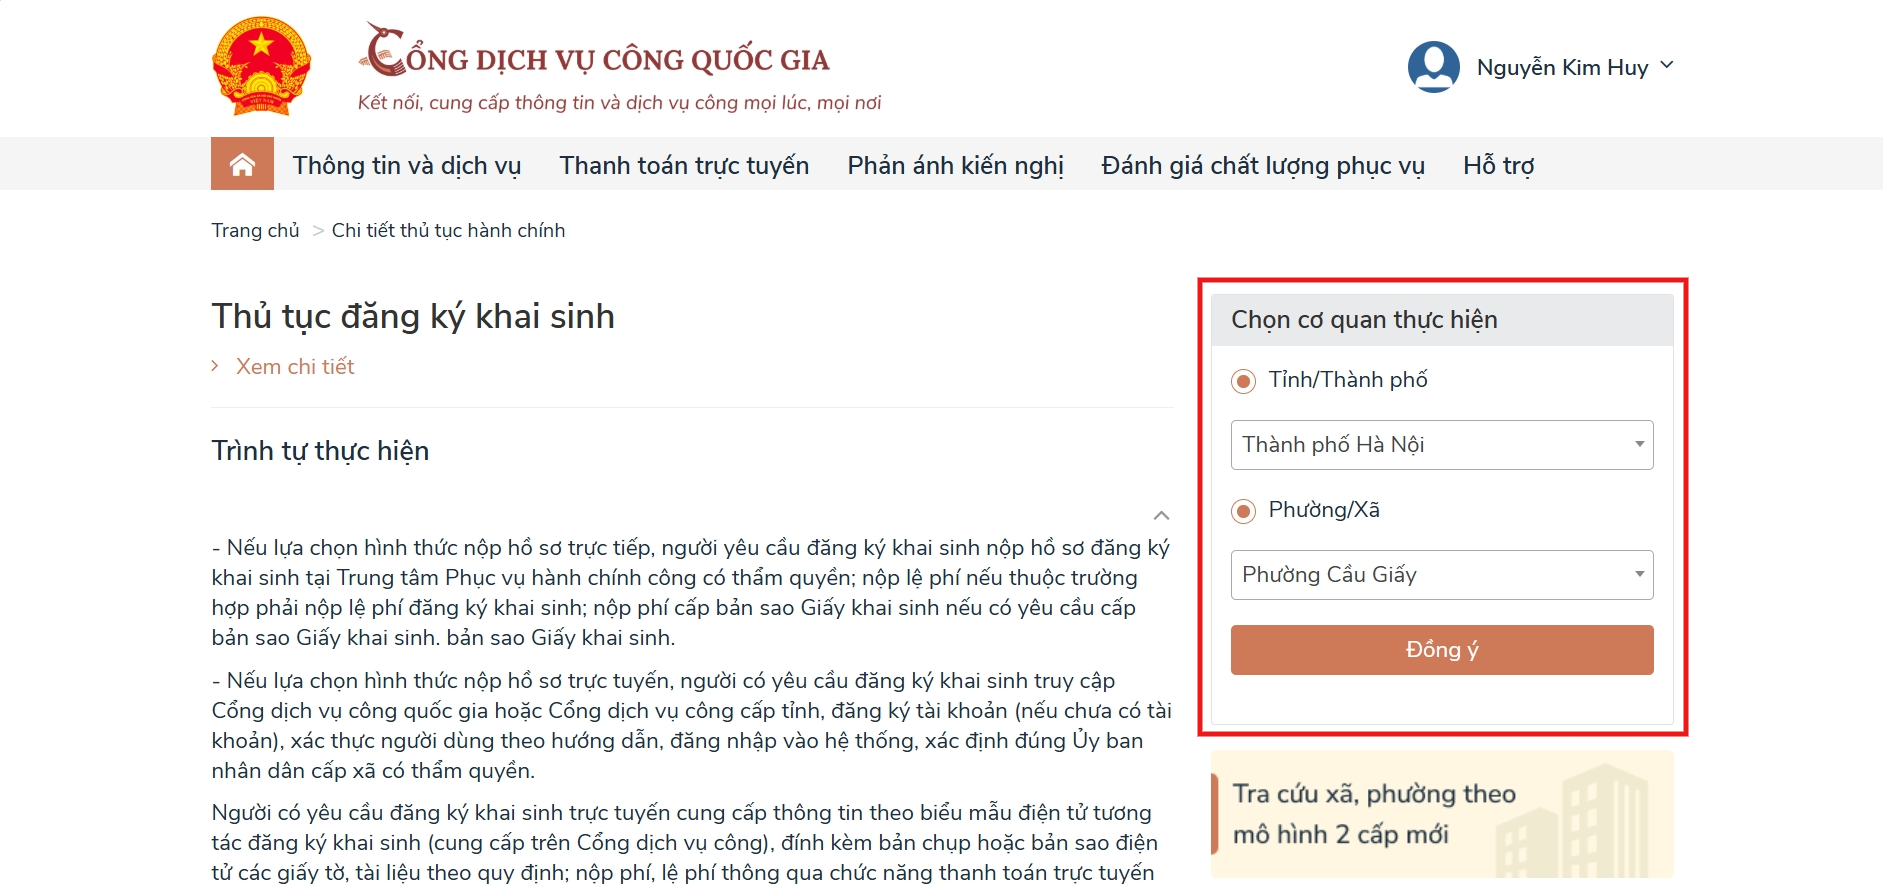 CỔNG DỊCH VỤ CÔNG QUỐC GIA
Kết nối, cung cấp thông tin và dịch vụ công mọi lúc, mọi nơi
Nguyễn Kim Huy
Thông tin và dịch vụ Thanh toán trực tuyến Phản ánh kiến nghị Đánh giá chất lượng phục vụ Hỗ trợ
Trang chủ > Chi tiết thủ tục hành chính
Thủ tục đăng ký khai sinh
Xem chi tiết
Trình tự thực hiện
- Nếu lựa chọn hình thức nộp hồ sơ trực tiếp, người yêu cầu đăng ký khai sinh nộp hồ sơ đăng ký
khai sinh tại Trung tâm Phục vụ hành chính công có thẩm quyền; nộp lệ phí nếu thuộc trường
hợp phải nộp lệ phí đăng ký khai sinh; nộp phí cấp bản sao Giấy khai sinh nếu có yêu cầu cấp
bản sao Giấy khai sinh. bản sao Giấy khai sinh.
- Nếu lựa chọn hình thức nộp hồ sơ trực tuyến, người có yêu cầu đăng ký khai sinh truy cập
Cổng dịch vụ công quốc gia hoặc Cổng dịch vụ công cấp tỉnh, đăng ký tài khoản (nếu chưa có tài
khoản), xác thực người dùng theo hướng dẫn, đăng nhập vào hệ thống, xác định đúng Ủy ban
nhân dân cấp xã có thẩm quyền.
Người có yêu cầu đăng ký khai sinh trực tuyến cung cấp thông tin theo biểu mẫu điện tử tương
tác đăng ký khai sinh (cung cấp trên Cổng dịch vụ công), đính kèm bản chụp hoặc bản sao điện
tử các giấy tờ, tài liệu theo quy định; nộp phí, lệ phí thông qua chức năng thanh toán trực tuyến
Chọn cơ quan thực hiện
Tỉnh/Thành phố
Thành phố Hà Nội
Phường/Xã
Phường Cầu Giấy
Đồng ý
Tra cứu xã, phường theo
mô hình 2 cấp mới